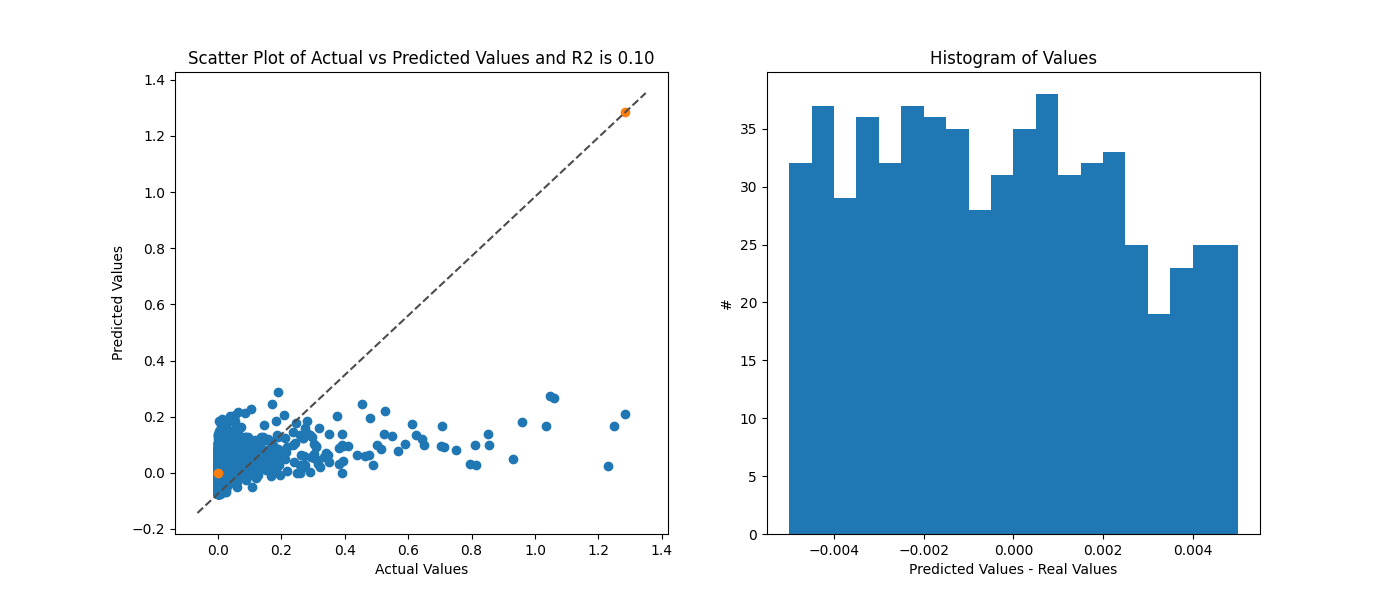 Scatter Plot of Actual vs Predicted Values and R2 is 0.10
1.4
1.2
1.0
0.8
0.6
0.4
0.2
0.0
−0.2
Predicted Values
0.0 0.2 0.4 0.6 0.8 1.0 1.2 1.4
Actual Values
Histogram of Values
35
30
25
20
15
10
5
0
#
−0.004 −0.002 0.000 0.002 0.004
Predicted Values - Real Values